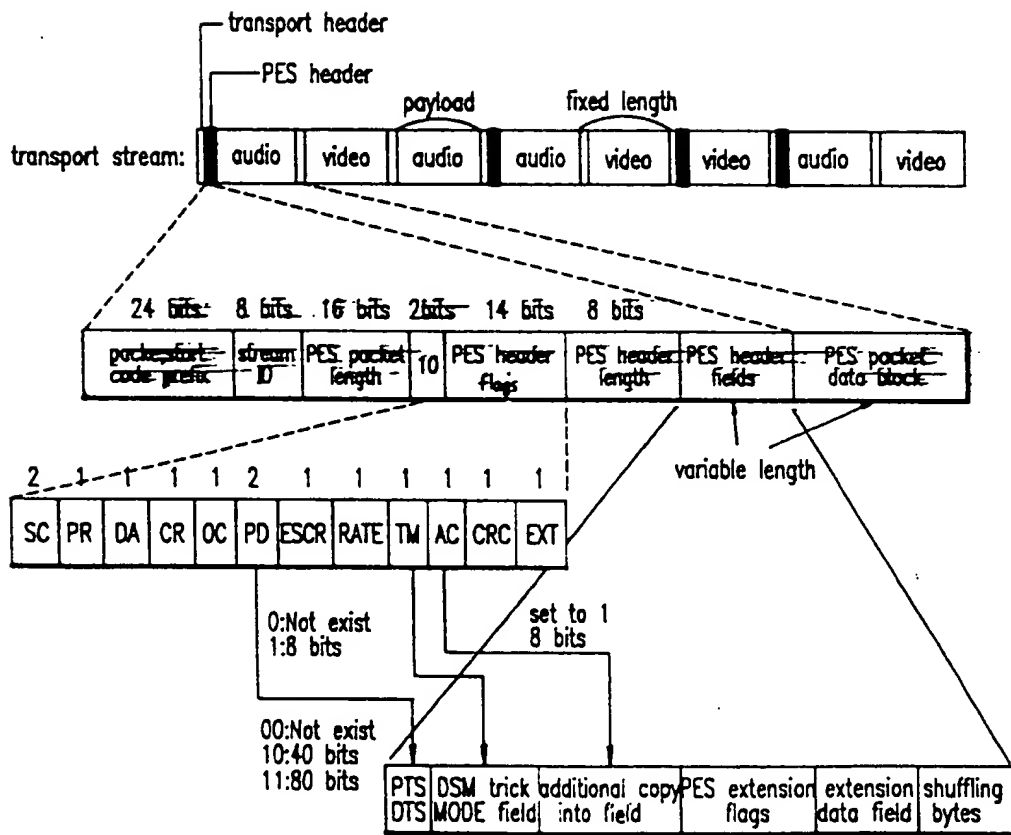 transport header
PES header
payload
fixed length
transport stream:
audio
video
audio
audio
video
video
audio
video
24 bits
8 bits
16 bits
2bits
14 bits
8 bits
packe,start
code prefix
stream
ID
PES packet
length
10
PES header
flags
PES header
length
PES header
fields
PES packet
data block
variable length
2 1 1 1 1 2 1 1 1 1 1 1
SC PR DA CR OC PD ESCR RATE TM AC CRC EXT
0:Not exist
1:8 bits
set to 1
8 bits
00:Not exist
10:40 bits
11:80 bits
PTS
DTS
DSM trick
MODE field
additional copy
into field
PES extension
flags
extension
data field
shuffling
bytes